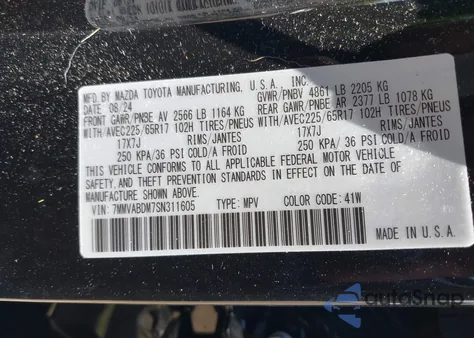 MFD. BY MAZDA TOYOTA MANUFACTURING, U.S.A., INC.
DATE 08/24 GVWR/PNBV 4861 LB 2205 KG
FRONT GAWR/PNBE AV 2566 LB 1164 KG REAR GAWR/PNBE AR 2377 LB 1078 KG
WITH/AVEC225/65R17 102H TIRES/PNEUS WITH/AVEC225/65R17 102H TIRES/PNEUS
17X7J RIMS/JANTES 17X7J RIMS/JANTES
250 KPA/36 PSI COLD/A FROID 250 KPA/36 PSI COLD/A FROID
THIS VEHICLE CONFORMS TO ALL APPLICABLE FEDERAL MOTOR VEHICLE
SAFETY, AND THEFT PREVENTION STANDARDS IN EFFECT ON THE DATE OF
MANUFACTURE SHOWN ABOVE.
VIN: 7MMVABDM7SN311605 TYPE: MPV COLOR CODE: 41W
MADE IN U.S.A.
autoSnap